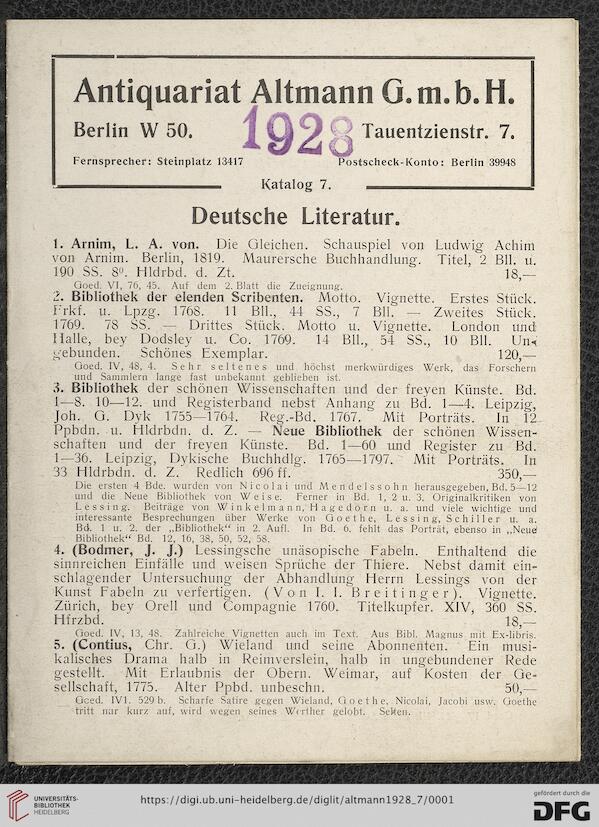 Antiquariat Altmann G.m.b.H.
Berlin W 50. 1928 Tauentzienstr. 7.
Fernsprecher: Steinplatz 13417 Postscheck-Konto: Berlin 39948
Katalog 7.
Deutsche Literatur.
1. Arnim, L. A. von. Die Gleichen. Schauspiel von Ludwig Achim
von Arnim. Berlin, 1819. Maurersche Buchhandlung. Titel, 2 Bll. u.
190 SS. 8⁰. Hldrbd. d. Zt. 18,—
Goed. VI, 76, 45. Auf dem 2. Blatt die Zueignung.
2. Bibliothek der elenden Scribenten. Motto. Vignette. Erstes Stück.
Frkf. u. Lpzg. 1768. 11 Bll., 44 SS., 7 Bll. — Zweites Stück.
1769. 78 SS. — Drittes Stück. Motto u. Vignette. London und
Halle, bey Dodsley u. Co. 1769. 14 Bll., 54 SS., 10 Bll. Un-
gebunden. Schönes Exemplar. 120,—
Goed. IV, 48, 4. Sehr seltenes und höchst merkwürdiges Werk, das Forschern
und Sammlern lange fast unbekannt geblieben ist.
3. Bibliothek der schönen Wissenschaften und der freyen Künste. Bd.
1—8. 10—12. und Registerband nebst Anhang zu Bd. 1—4. Leipzig,
Joh. G. Dyk 1755—1764. Reg.-Bd. 1767. Mit Porträts. In 12
Ppbdn. u. Hldrbdn. d. Z. — Neue Bibliothek der schönen Wissen-
schaften und der freyen Künste. Bd. 1—60 und Register zu Bd.
1—36. Leipzig, Dykische Buchhdlg. 1765—1797. Mit Porträts. In
33 Hldrbdn. d. Z. Redlich 696 ff. 350,—
Die ersten 4 Bde. wurden von Nicolai und Mendelssohn herausgegeben, Bd. 5—12
und die Neue Bibliothek von Weise. Ferner in Bd. 1, 2 u. 3. Originalkritiken von
Lessing. Beiträge von Winkelmann, Hagedorn u. a. und viele wichtige und
interessante Besprechungen über Werke von Goethe, Lessing, Schiller u. a.
Bd. 1 u. 2. der „Bibliothek“ in 2. Aufl. In Bd. 6. fehlt das Porträt, ebenso in „Neue
Bibliothek“ Bd. 12, 16, 38, 50, 52, 58.
4. (Bodmer, J. J.) Lessingsche unäsopische Fabeln. Enthaltend die
sinnreichen Einfälle und weisen Sprüche der Thiere. Nebst damit ein-
schlagender Untersuchung der Abhandlung Herrn Lessings von der
Kunst Fabeln zu verfertigen. (Von I. I. Breitinger). Vignette.
Zürich, bey Orell und Compagnie 1760. Titelkupfer. XIV, 360 SS.
Hfrzbd. 18,—
Goed. IV, 13, 48. Zahlreiche Vignetten auch im Text. Aus Bibl. Magnus mit Ex-libris.
5. (Contius, Chr. G.) Wieland und seine Abonnenten. Ein musi-
kalisches Drama halb in Reimverslein, halb in ungebundener Rede
gestellt. Mit Erlaubnis der Obern. Weimar, auf Kosten der Ge-
sellschaft, 1775. Alter Ppbd. unbeschn. 50,—
Goed. IV1. 529 b. Scharfe Satire gegen Wieland, Goethe, Nicolai, Jacobi usw. Goethe
tritt nur kurz auf, wird wegen seines Werther gelobt. Selten.
UNIVERSITÄTS-
BIBLIOTHEK
HEIDELBERG
https://digi.ub.uni-heidelberg.de/diglit/altmann1928_7/0001
gefördert durch die
DFG